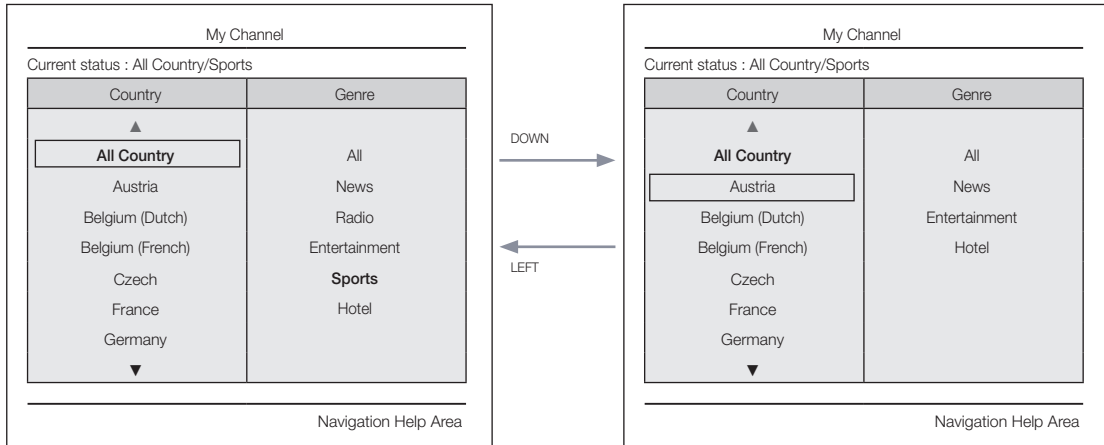 My Channel
Current status : All Country/Sports
Country Genre
▲
All Country All
Austria News
Belgium (Dutch) Radio
Belgium (French) Entertainment
Czech Sports
France Hotel
Germany
▼
Navigation Help Area
DOWN
LEFT
My Channel
Current status : All Country/Sports
Country Genre
▲
All Country All
Austria News
Belgium (Dutch) Entertainment
Belgium (French) Hotel
Czech
France
Germany
▼
Navigation Help Area